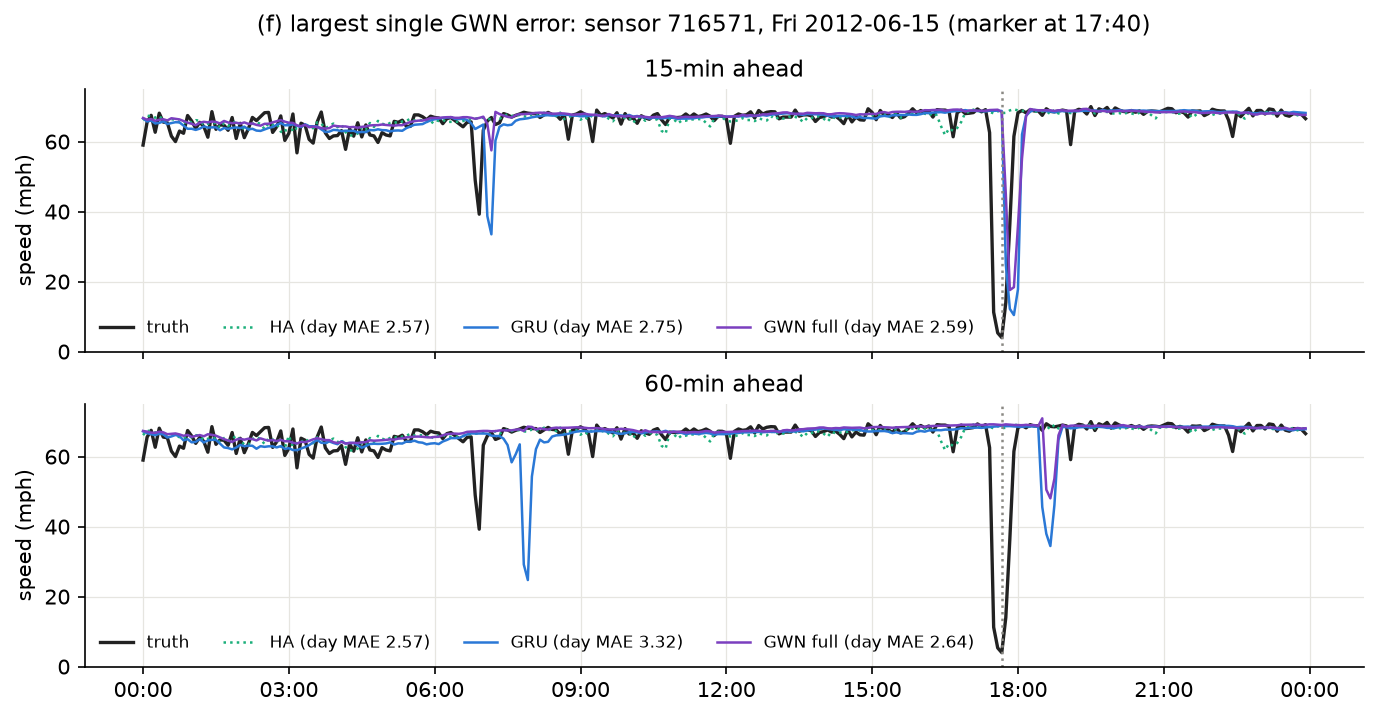 (f) largest single GWN error: sensor 716571, Fri 2012-06-15 (marker at 17:40)
15-min ahead
speed (mph)
60
40
20
0
truth
HA (day MAE 2.57)
GRU (day MAE 2.75)
GWN full (day MAE 2.59)
60-min ahead
speed (mph)
60
40
20
0
truth
HA (day MAE 2.57)
GRU (day MAE 3.32)
GWN full (day MAE 2.64)
00:00
03:00
06:00
09:00
12:00
15:00
18:00
21:00
00:00